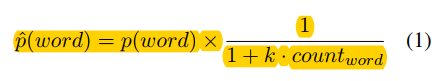 p̂(word) = p(word) × 1 / (1 + k · count_word) (1)